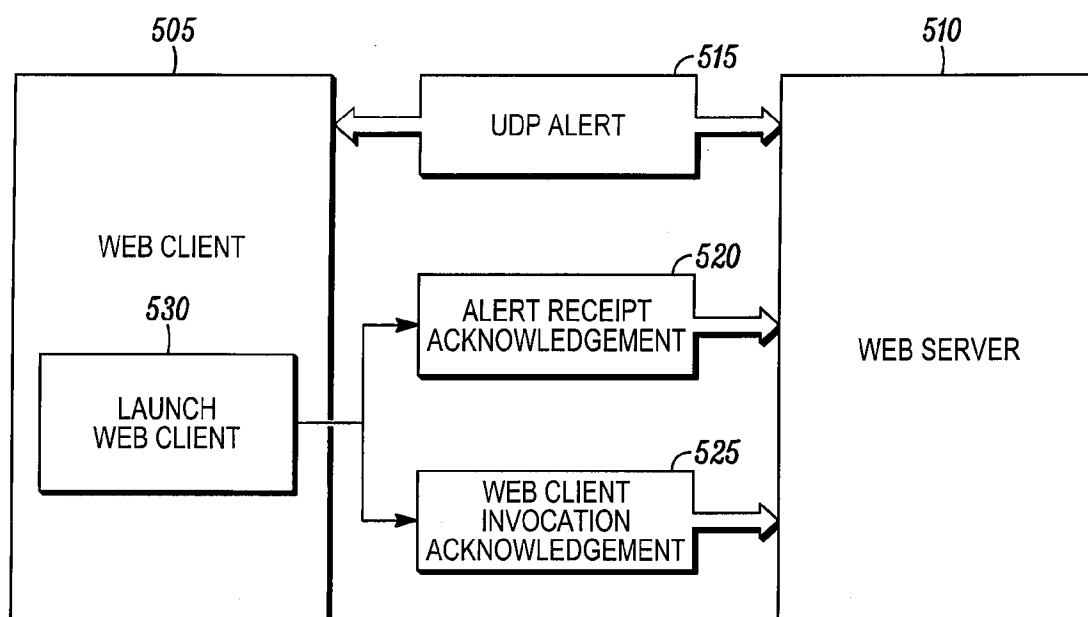 505
510
515
UDP ALERT
WEB CLIENT
520
530
ALERT RECEIPT
ACKNOWLEDGEMENT
WEB SERVER
LAUNCH
WEB CLIENT
525
WEB CLIENT
INVOCATION
ACKNOWLEDGEMENT